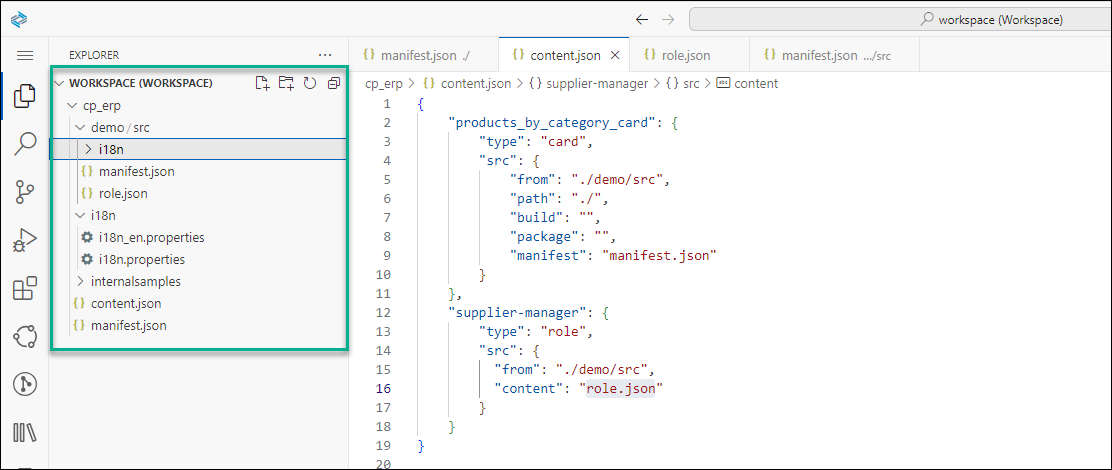 workspace (Workspace)
EXPLORER
manifest.json ./
content.json
role.json
manifest.json .../src
WORKSPACE (WORKSPACE)
cp_erp
demo/src
i18n
manifest.json
role.json
i18n
i18n_en.properties
i18n.properties
internalsamples
content.json
manifest.json
cp_erp > {} content.json > {} supplier-manager > {} src > abc content
1 {
2 "products_by_category_card": {
3 "type": "card",
4 "src": {
5 "from": "./demo/src",
6 "path": "./",
7 "build": "",
8 "package": "",
9 "manifest": "manifest.json"
10 }
11 },
12 "supplier-manager": {
13 "type": "role",
14 "src": {
15 "from": "./demo/src",
16 "content": "role.json"
17 }
18 }
19 }
20